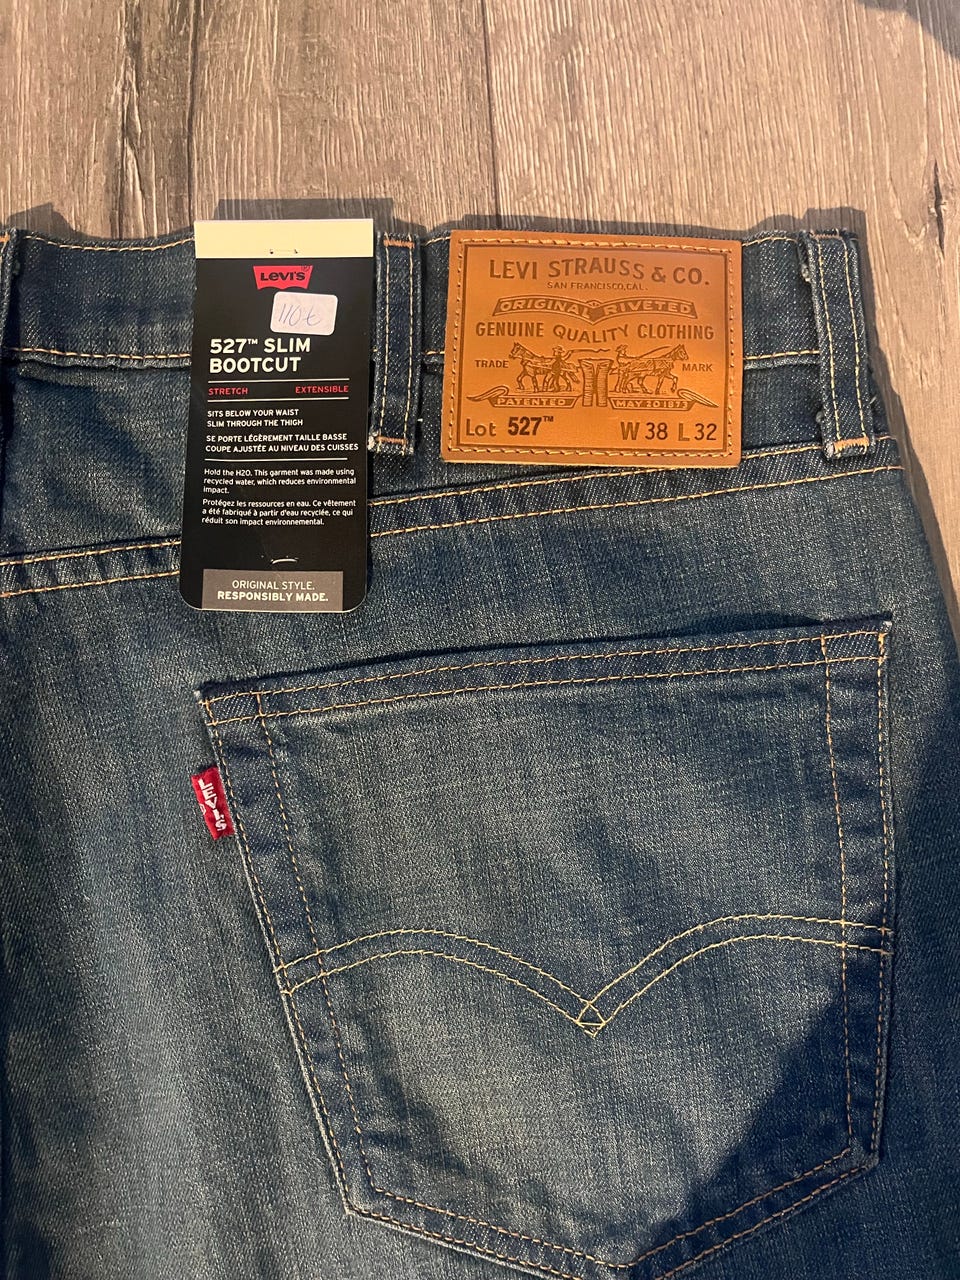 Levi's
110€
527™ SLIM
BOOTCUT
STRETCH EXTENSIBLE
SITS BELOW YOUR WAIST
SLIM THROUGH THE THIGH
SE PORTE LÉGÈREMENT TAILLE BASSE
COUPE AJUSTÉE AU NIVEAU DES CUISSES
Hold the H2O. This garment was made using
recycled water, which reduces environmental
impact.
Protégez les ressources en eau. Ce vêtement
a été fabriqué à partir d'eau recyclée, ce qui
réduit son impact environnemental.
ORIGINAL STYLE.
RESPONSIBLY MADE.
LEVI STRAUSS & CO.
SAN FRANCISCO, CAL.
ORIGINAL RIVETED
GENUINE QUALITY CLOTHING
TRADE MARK
PATENTED MAY 20 1873
Lot 527™ W 38 L 32
LEVI'S